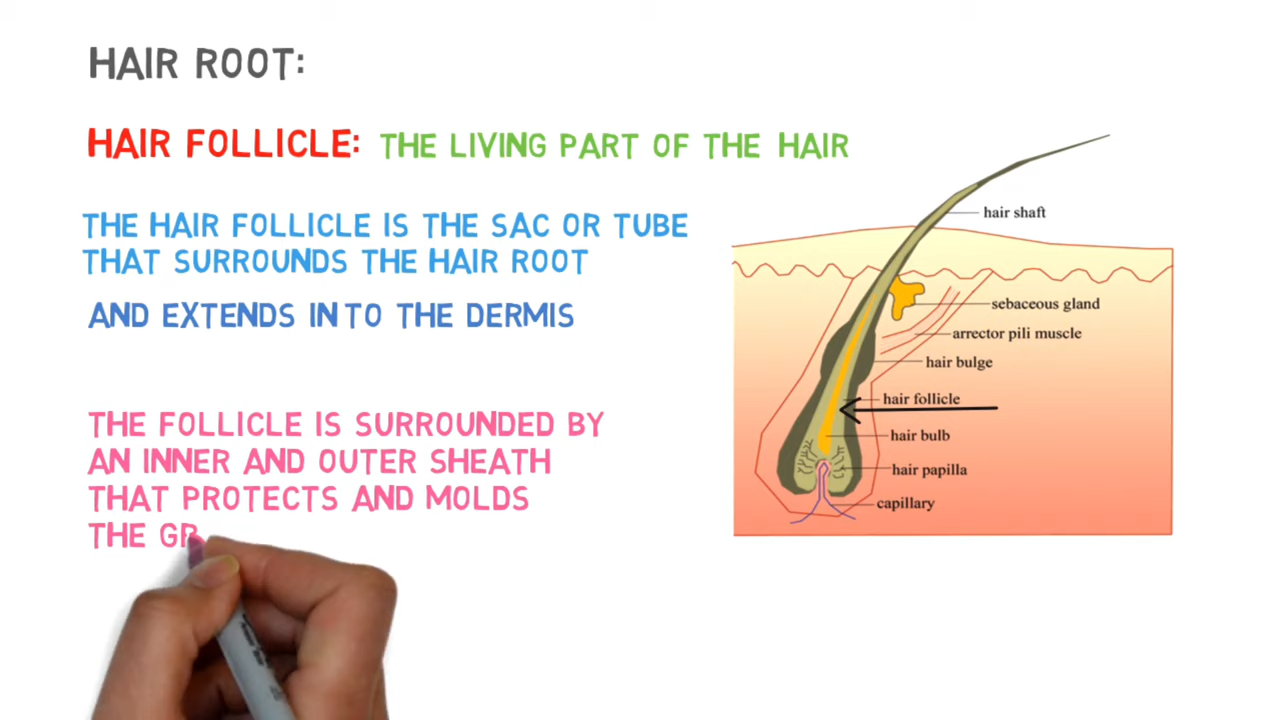 HAIR ROOT:
HAIR FOLLICLE: THE LIVING PART OF THE HAIR
THE HAIR FOLLICLE IS THE SAC OR TUBE
THAT SURROUNDS THE HAIR ROOT
AND EXTENDS INTO THE DERMIS
THE FOLLICLE IS SURROUNDED BY
AN INNER AND OUTER SHEATH
THAT PROTECTS AND MOLDS
THE GR
hair shaft
sebaceous gland
arrector pili muscle
hair bulge
hair follicle
hair bulb
hair papilla
capillary